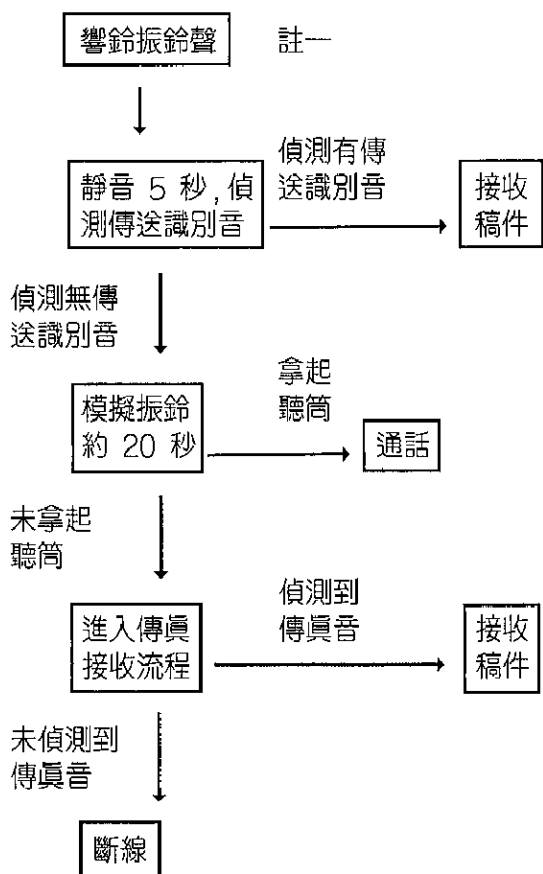 響鈴振鈴聲 註一
偵測有傳
送識別音
靜音 5 秒,偵
測傳送識別音
接收
稿件
偵測無傳
送識別音
模擬振鈴
約 20 秒
拿起
聽筒
通話
未拿起
聽筒
進入傳眞
接收流程
偵測到
傳眞音
接收
稿件
未偵測到
傳眞音
斷線